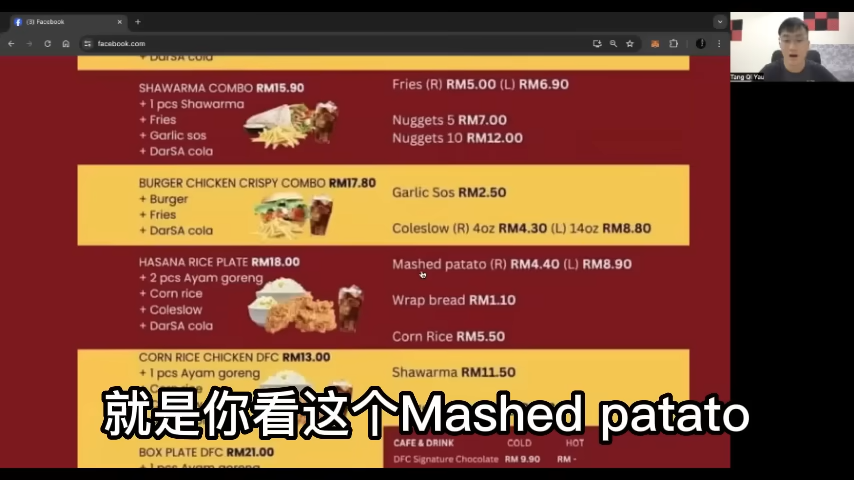 (3) Facebook
facebook.com
+ DarSA cola
SHAWARMA COMBO RM15.90
+ 1 pcs Shawarma
+ Fries
+ Garlic sos
+ DarSA cola
BURGER CHICKEN CRISPY COMBO RM17.80
+ Burger
+ Fries
+ DarSA cola
HASANA RICE PLATE RM18.00
+ 2 pcs Ayam goreng
+ Corn rice
+ Coleslow
+ DarSA cola
CORN RICE CHICKEN DFC RM13.00
+ 1 pcs Ayam goreng
+ Corn rice
BOX PLATE DFC RM21.00
+ 1 pcs Ayam goreng
Fries (R) RM5.00 (L) RM6.90
Nuggets 5 RM7.00
Nuggets 10 RM12.00
Garlic Sos RM2.50
Coleslow (R) 4oz RM4.30 (L) 14oz RM8.80
Mashed patato (R) RM4.40 (L) RM8.90
Wrap bread RM1.10
Corn Rice RM5.50
Shawarma RM11.50
CAFE & DRINK COLD HOT
DFC Signature Chocolate RM 9.90 RM -
Tang Qi Yau
就是你看这个Mashed patato